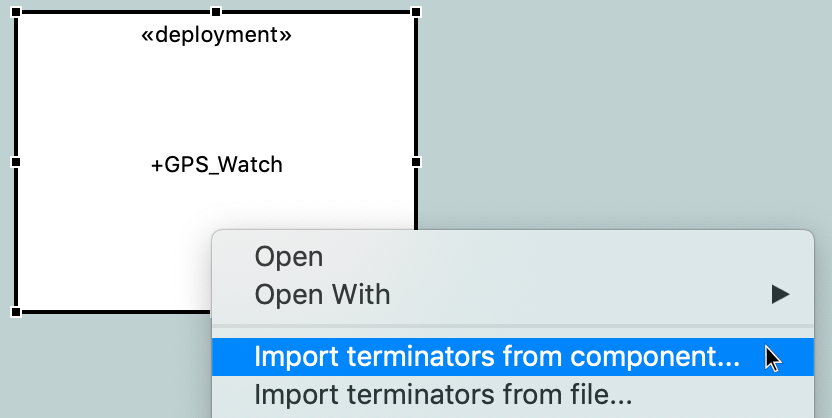 «deployment»
+GPS_Watch
Open
Open With
Import terminators from component...
Import terminators from file...